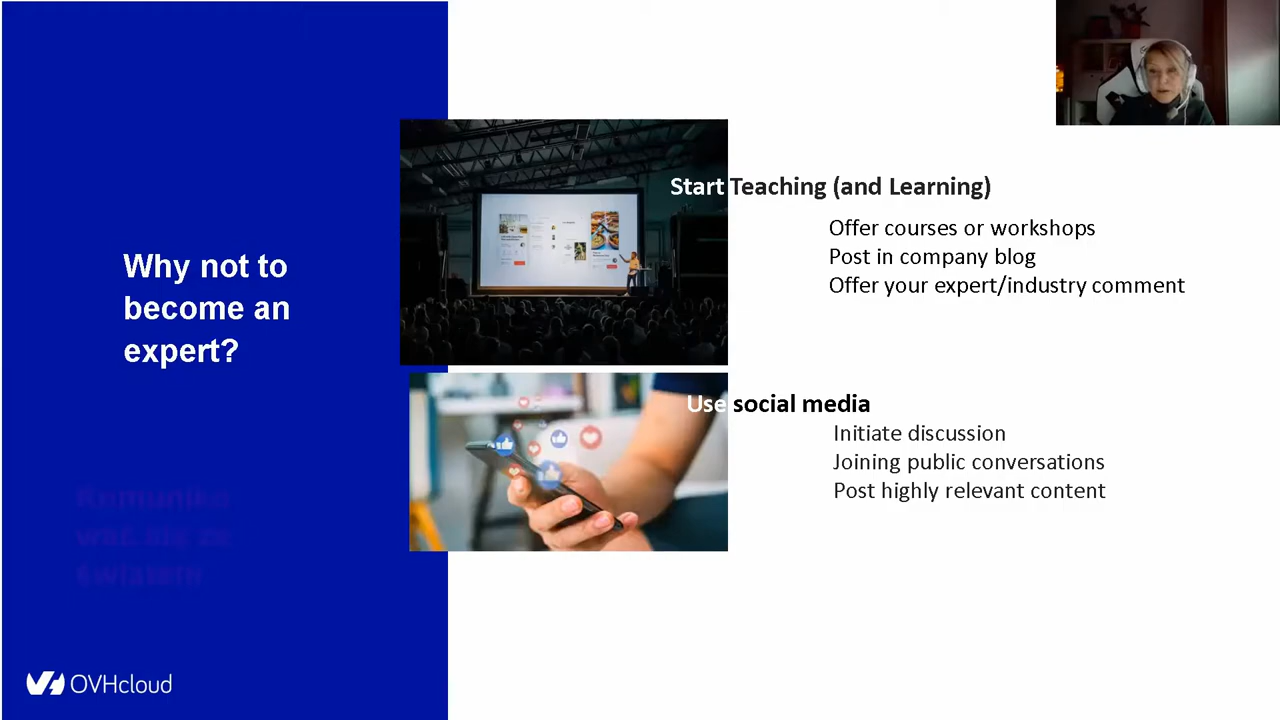 Why not to
become an
expert?
Start Teaching (and Learning)
Offer courses or workshops
Post in company blog
Offer your expert/industry comment
Use social media
Initiate discussion
Joining public conversations
Post highly relevant content
OVHcloud